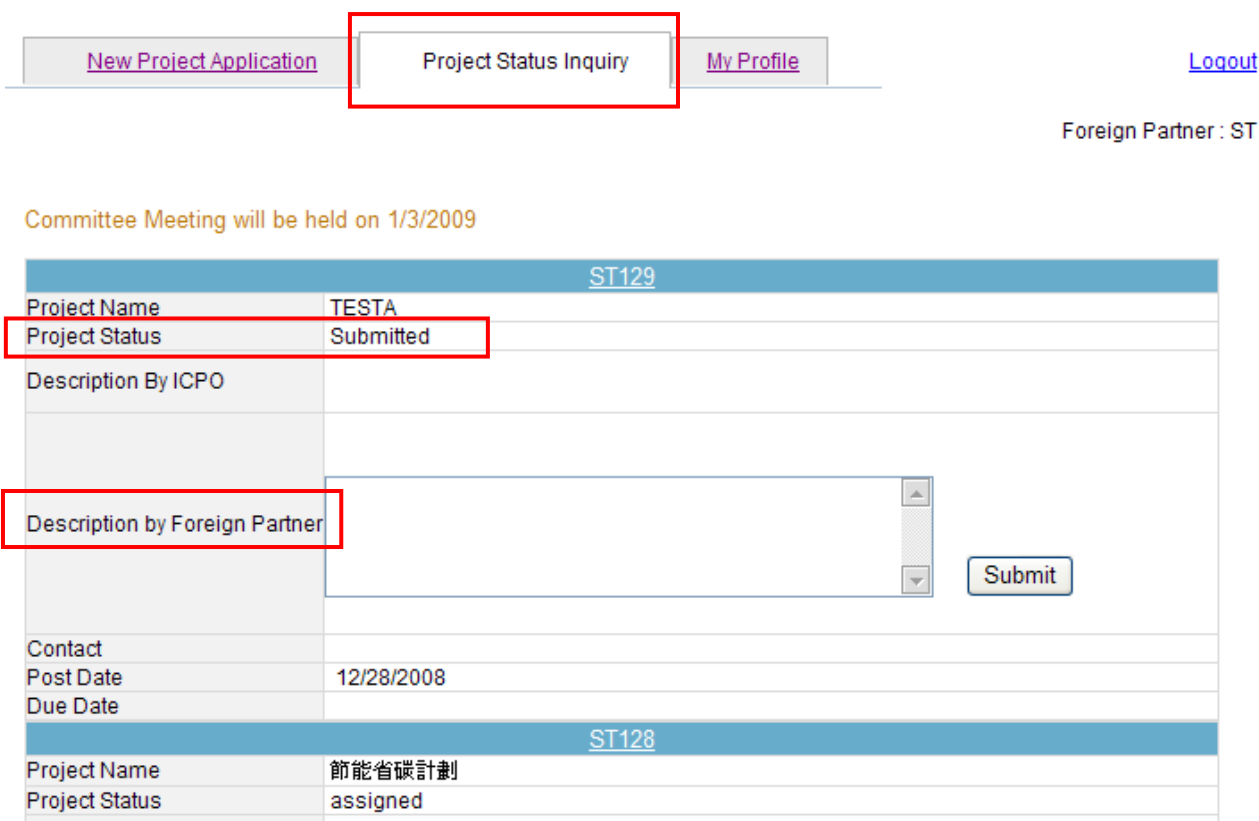 New Project Application Project Status Inquiry My Profile Logout
Foreign Partner : ST
Committee Meeting will be held on 1/3/2009
ST129
Project Name TESTA
Project Status Submitted
Description By ICPO
Description by Foreign Partner Submit
Contact
Post Date 12/28/2008
Due Date
ST128
Project Name 節能省碳計劃
Project Status assigned